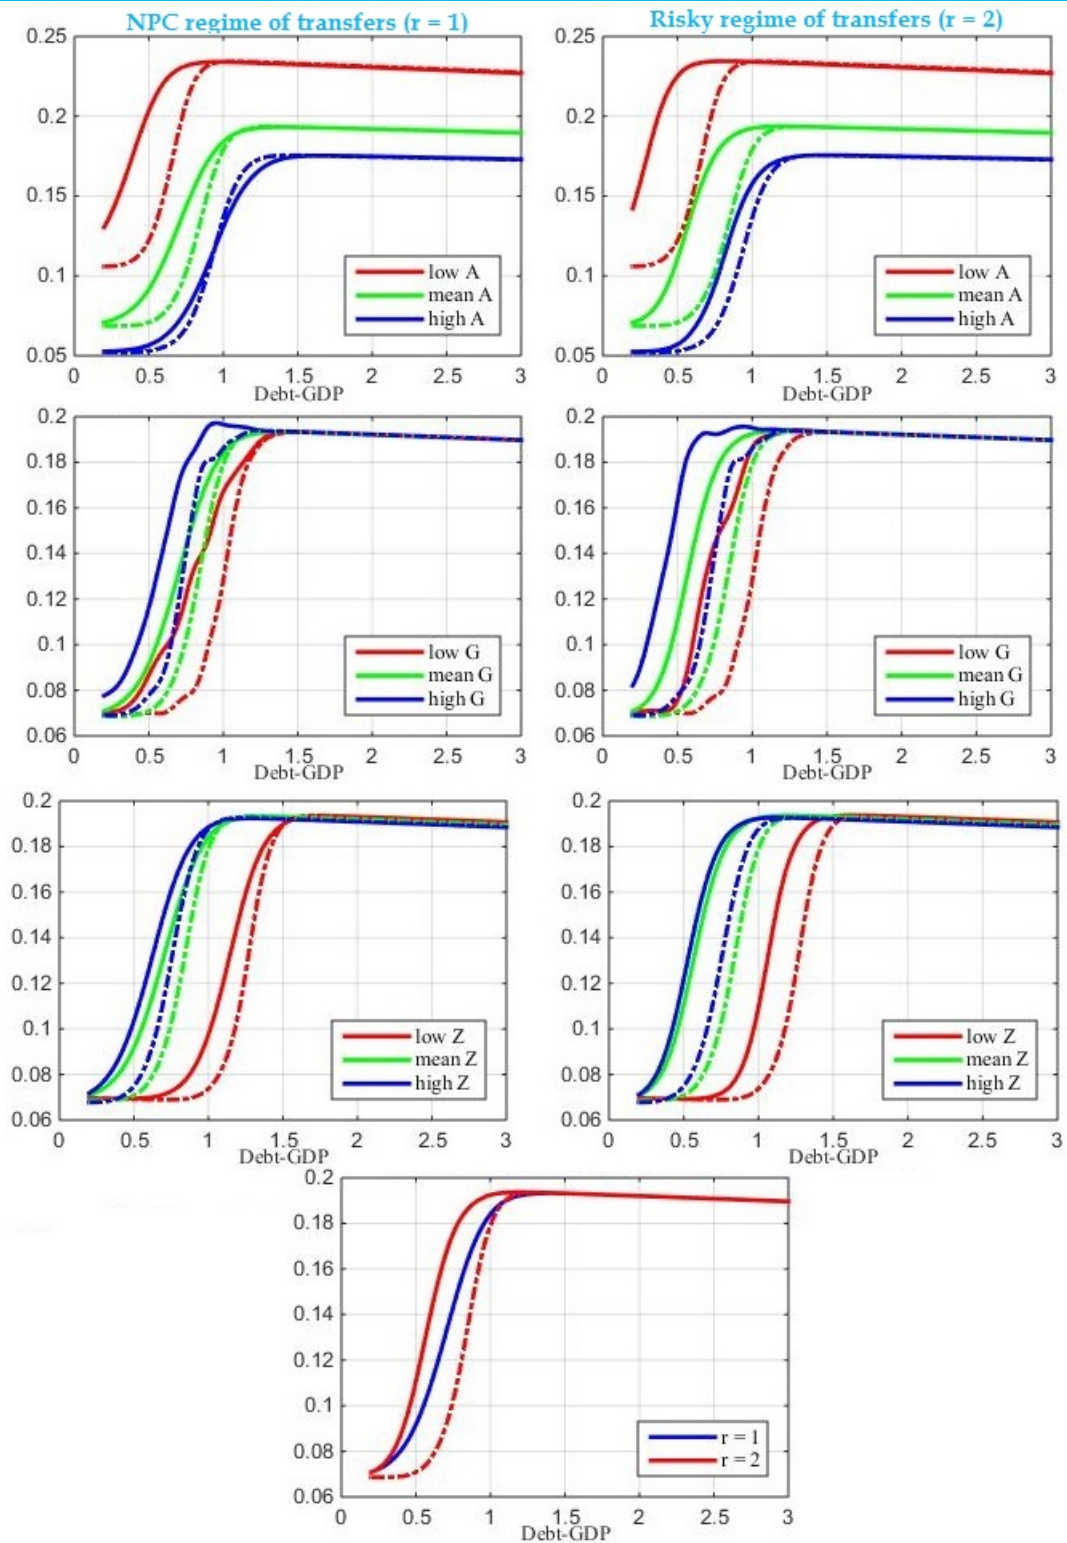 NPC regime of transfers (r = 1)
Risky regime of transfers (r = 2)
0.25
0.2
0.15
0.1
0.05
0 0.5 1 1.5 2 2.5 3
Debt-GDP
low A
mean A
high A
0.25
0.2
0.15
0.1
0.05
0 0.5 1 1.5 2 2.5 3
Debt-GDP
low A
mean A
high A
0.2
0.18
0.16
0.14
0.12
0.1
0.08
0.06
0 0.5 1 1.5 2 2.5 3
Debt-GDP
low G
mean G
high G
0.2
0.18
0.16
0.14
0.12
0.1
0.08
0.06
0 0.5 1 1.5 2 2.5 3
Debt-GDP
low G
mean G
high G
0.2
0.18
0.16
0.14
0.12
0.1
0.08
0.06
0 0.5 1 1.5 2 2.5 3
Debt-GDP
low Z
mean Z
high Z
0.2
0.18
0.16
0.14
0.12
0.1
0.08
0.06
0 0.5 1 1.5 2 2.5 3
Debt-GDP
low Z
mean Z
high Z
0.2
0.18
0.16
0.14
0.12
0.1
0.08
0.06
0 0.5 1 1.5 2 2.5 3
Debt-GDP
r = 1
r = 2